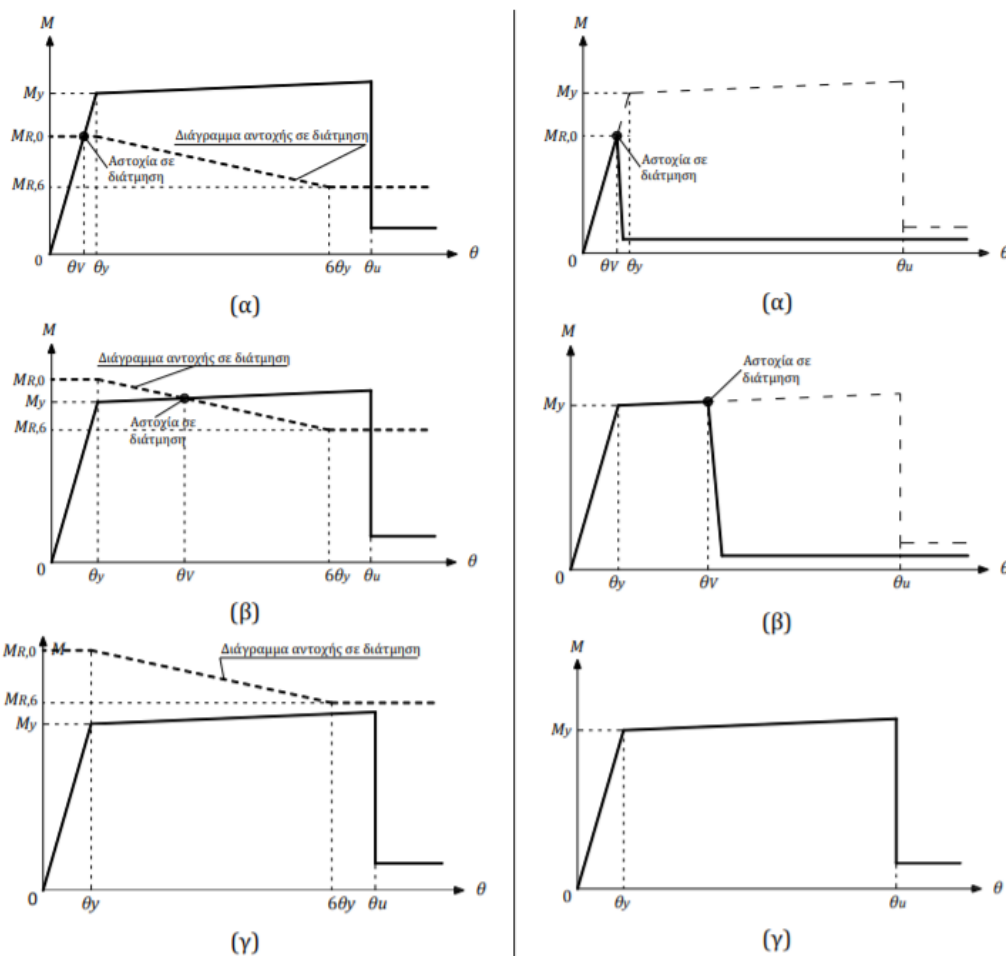 M
My
MR,0
Διάγραμμα αντοχής σε διάτμηση
Αστοχία σε
διάτμηση
MR,6
0
θV
θy
6θy
θu
θ
(α)
M
My
MR,0
Αστοχία σε
διάτμηση
0
θV
θy
θu
θ
(α)
M
Διάγραμμα αντοχής σε διάτμηση
MR,0
My
MR,6
Αστοχία σε
διάτμηση
0
θy
θV
6θy
θu
θ
(β)
M
Αστοχία σε
διάτμηση
My
0
θy
θV
θu
θ
(β)
MR,0
M
Διάγραμμα αντοχής σε διάτμηση
MR,6
My
0
θy
6θy
θu
θ
(γ)
M
My
0
θy
θu
θ
(γ)